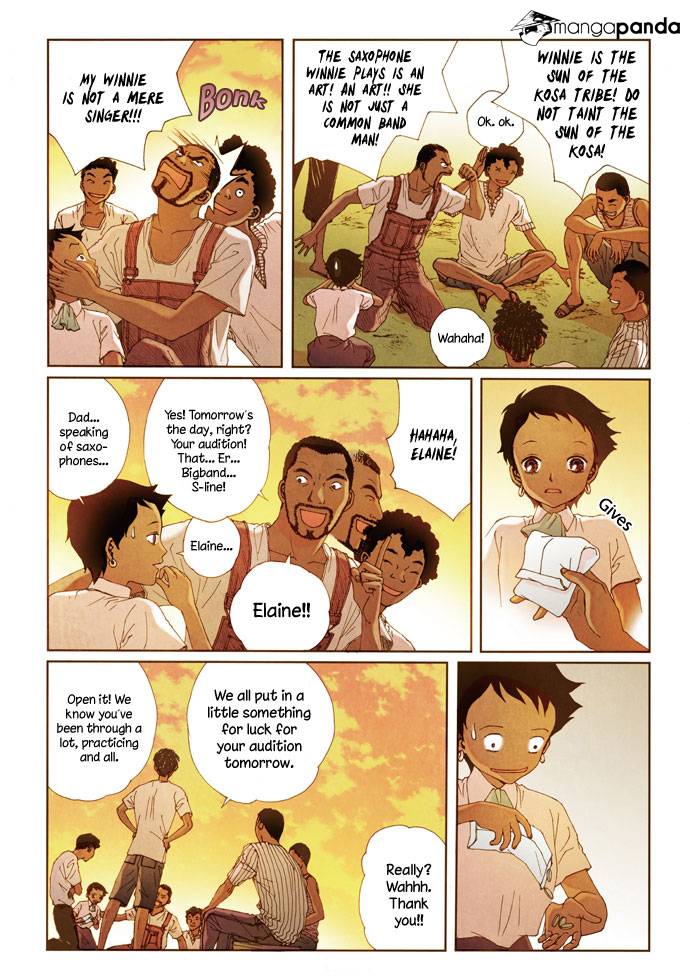 mangapanda
MY WINNIE
IS NOT A MERE
SINGER!!!
BONK
THE SAXOPHONE
WINNIE PLAYS IS AN
ART! AN ART!! SHE
IS NOT JUST A
COMMON BAND
MAN!
Ok. ok.
WINNIE IS THE
SUN OF THE
KOSA TRIBE! DO
NOT TAINT THE
SUN OF THE
KOSA!
Wahaha!
Dad...
speaking
of saxo-
phones...
Yes! Tomorrow's
the day, right?
Your audition!
That... Er...
Bigband...
S-line!
HAHAHA,
ELAINE!
Elaine...
Elaine!!
Gives
Open it! We
know you've
been through a
lot, practicing
and all.
We all put in a
little something
for luck for
your audition
tomorrow.
Really?
Wahhh.
Thank
you!!